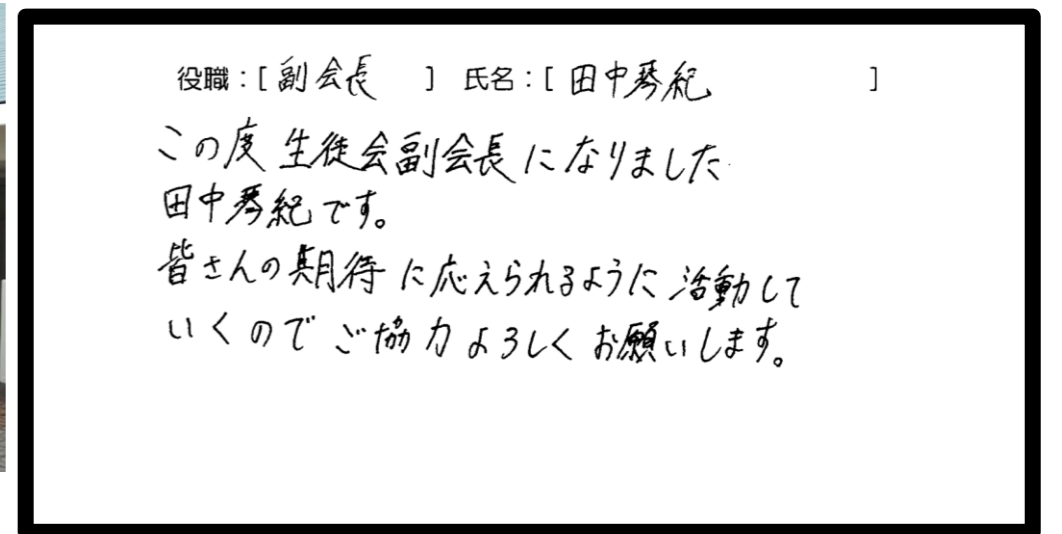 役職：[ 副会長 ] 氏名：[ 田中琴紀 ]
この度 生徒会副会長になりました
田中琴紀です。
皆さんの期待に応えられるように活動して
いくのでご協力よろしくお願いします。